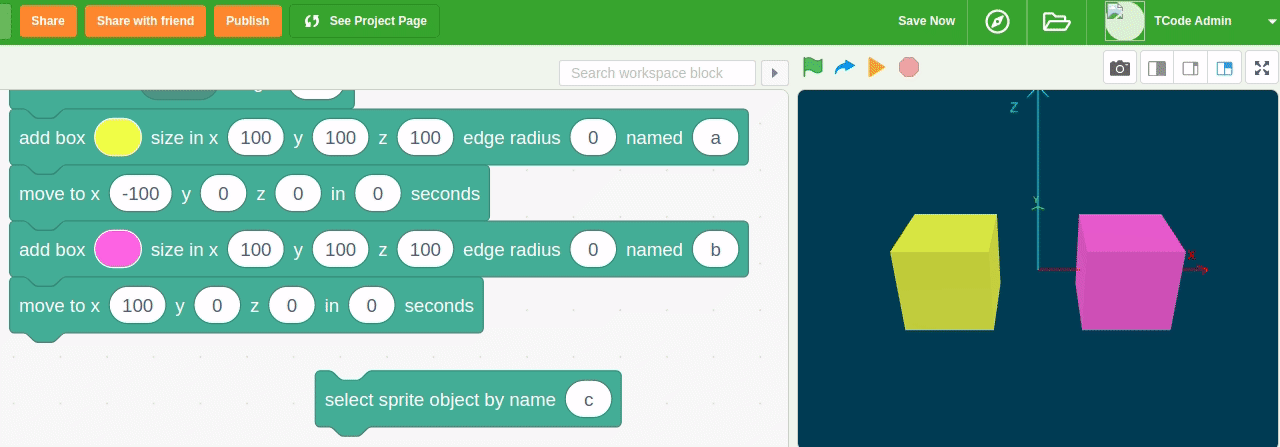 Share Share with friend Publish See Project Page Save Now TCode Admin
Search workspace block
add box size in x 100 y 100 z 100 edge radius 0 named a
move to x -100 y 0 z 0 in 0 seconds
add box size in x 100 y 100 z 100 edge radius 0 named b
move to x 100 y 0 z 0 in 0 seconds
select sprite object by name c
Z
Y
X